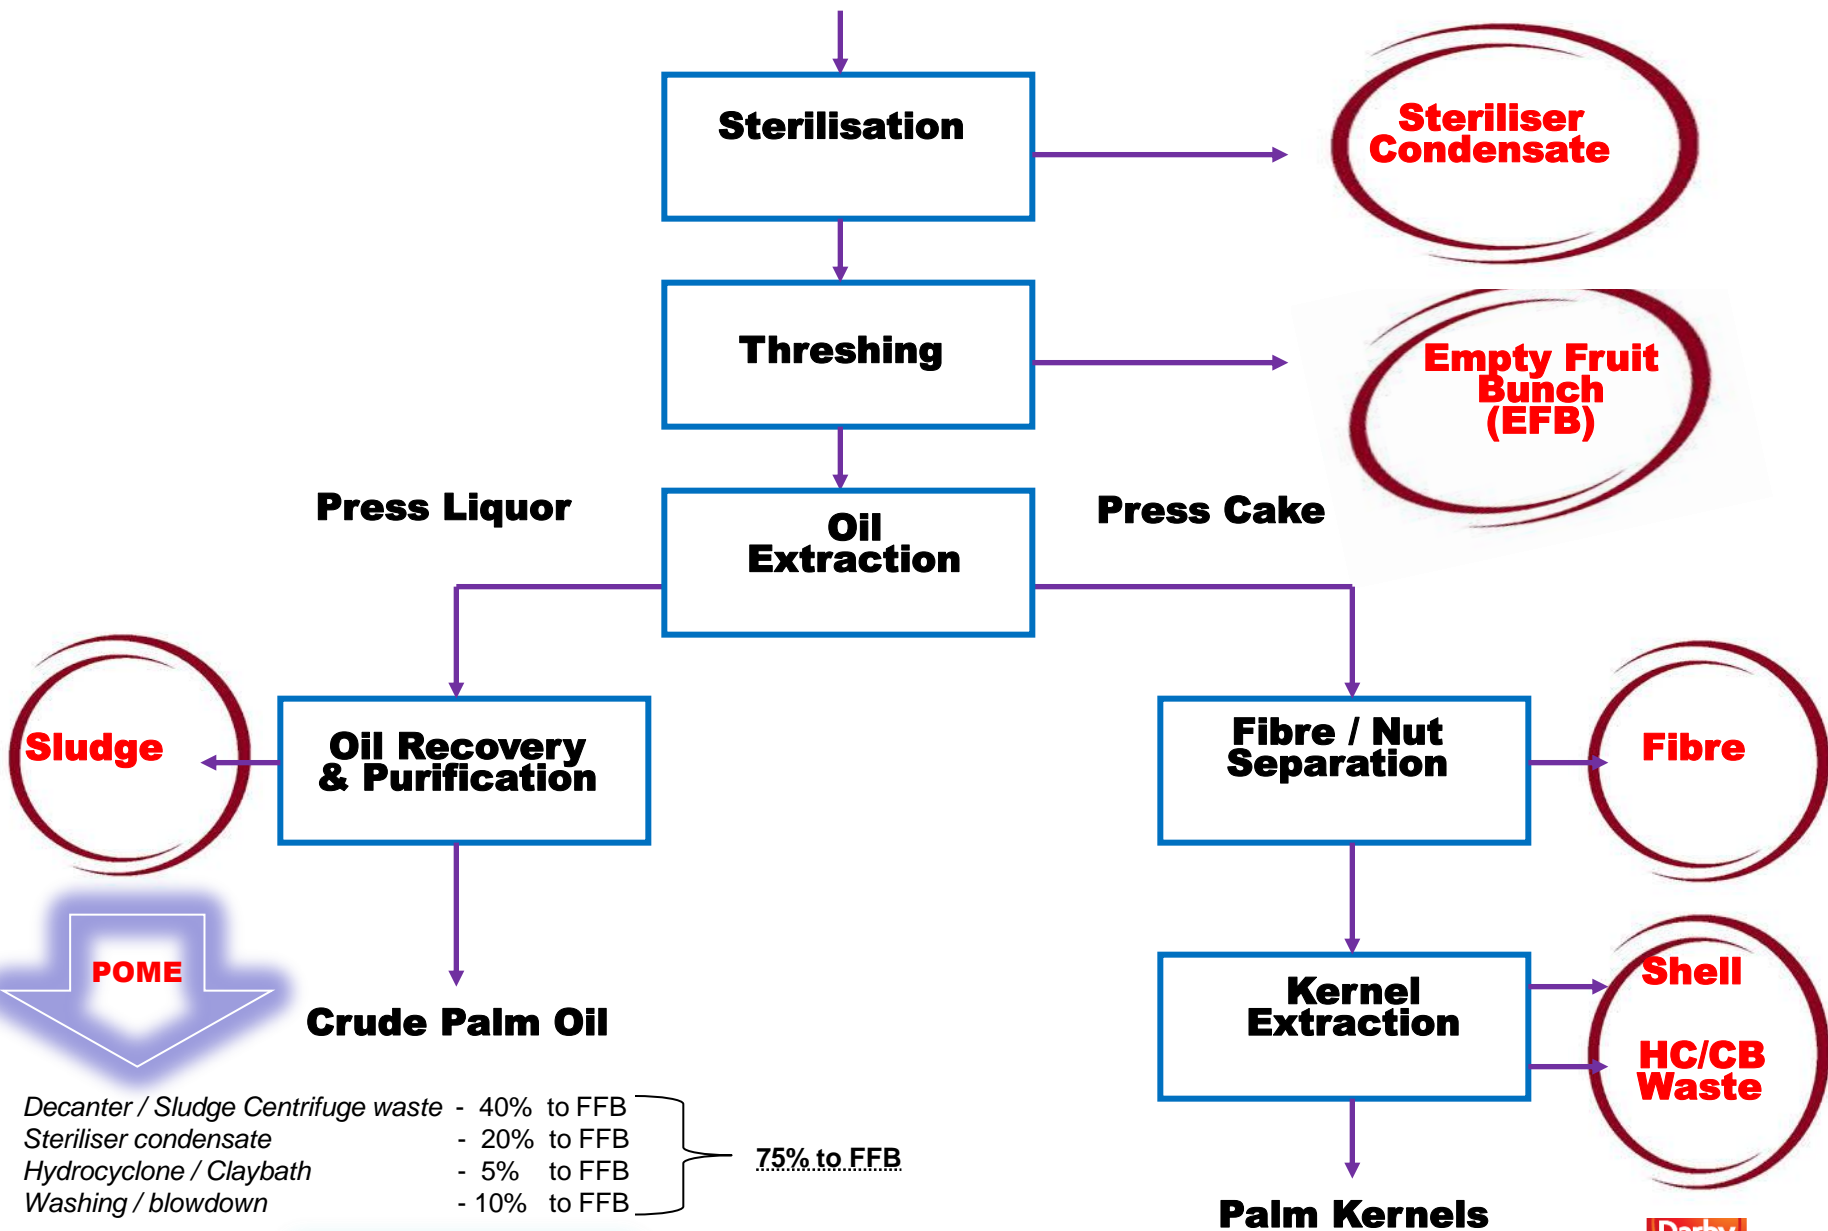 Sterilisation
Steriliser
Condensate
Threshing
Empty Fruit
Bunch
(EFB)
Press Liquor
Oil
Extraction
Press Cake
Sludge
Oil Recovery
& Purification
Fibre / Nut
Separation
Fibre
POME
Crude Palm Oil
Kernel
Extraction
Shell
HC/CB
Waste
Decanter / Sludge Centrifuge waste - 40% to FFB
Steriliser condensate - 20% to FFB
Hydrocyclone / Claybath - 5% to FFB
Washing / blowdown - 10% to FFB
75% to FFB
Palm Kernels